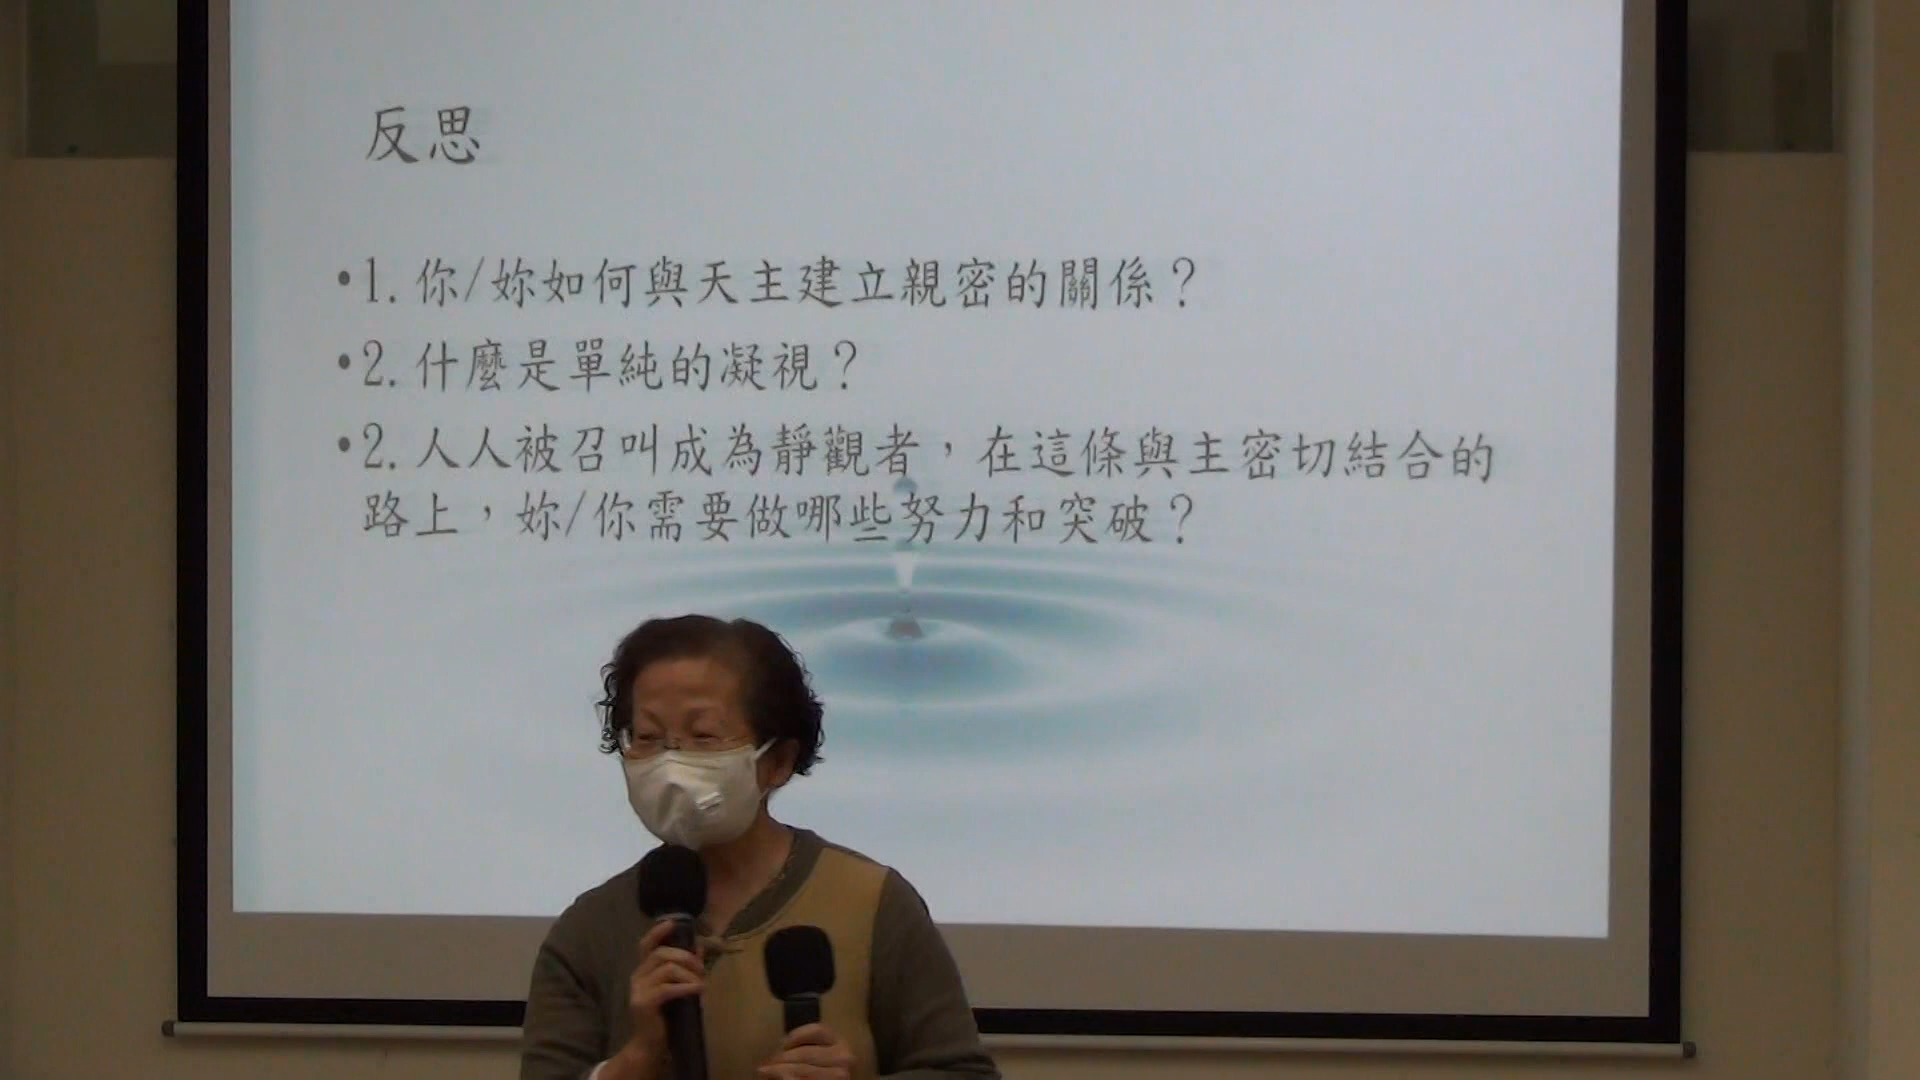 反思
•1. 你/妳如何與天主建立親密的關係？
•2. 什麼是單純的凝視？
•2. 人人被召叫成為靜觀者，在這條與主密切結合的
路上，妳/你需要做哪些努力和突破？